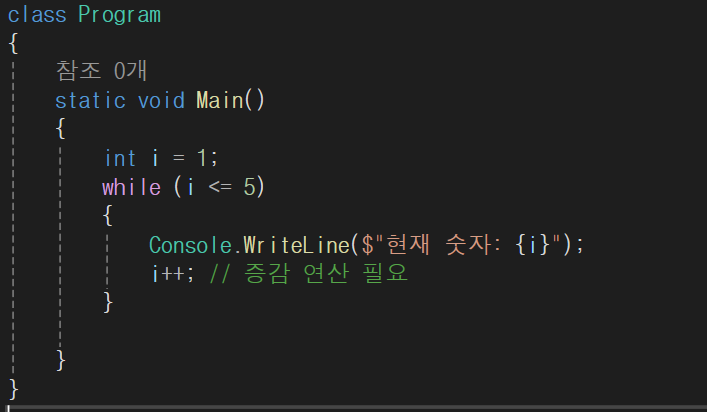 class Program
{
참조 0개
static void Main()
{
int i = 1;
while (i <= 5)
{
Console.WriteLine($"현재 숫자: {i}");
i++; // 증감 연산 필요
}
}
}